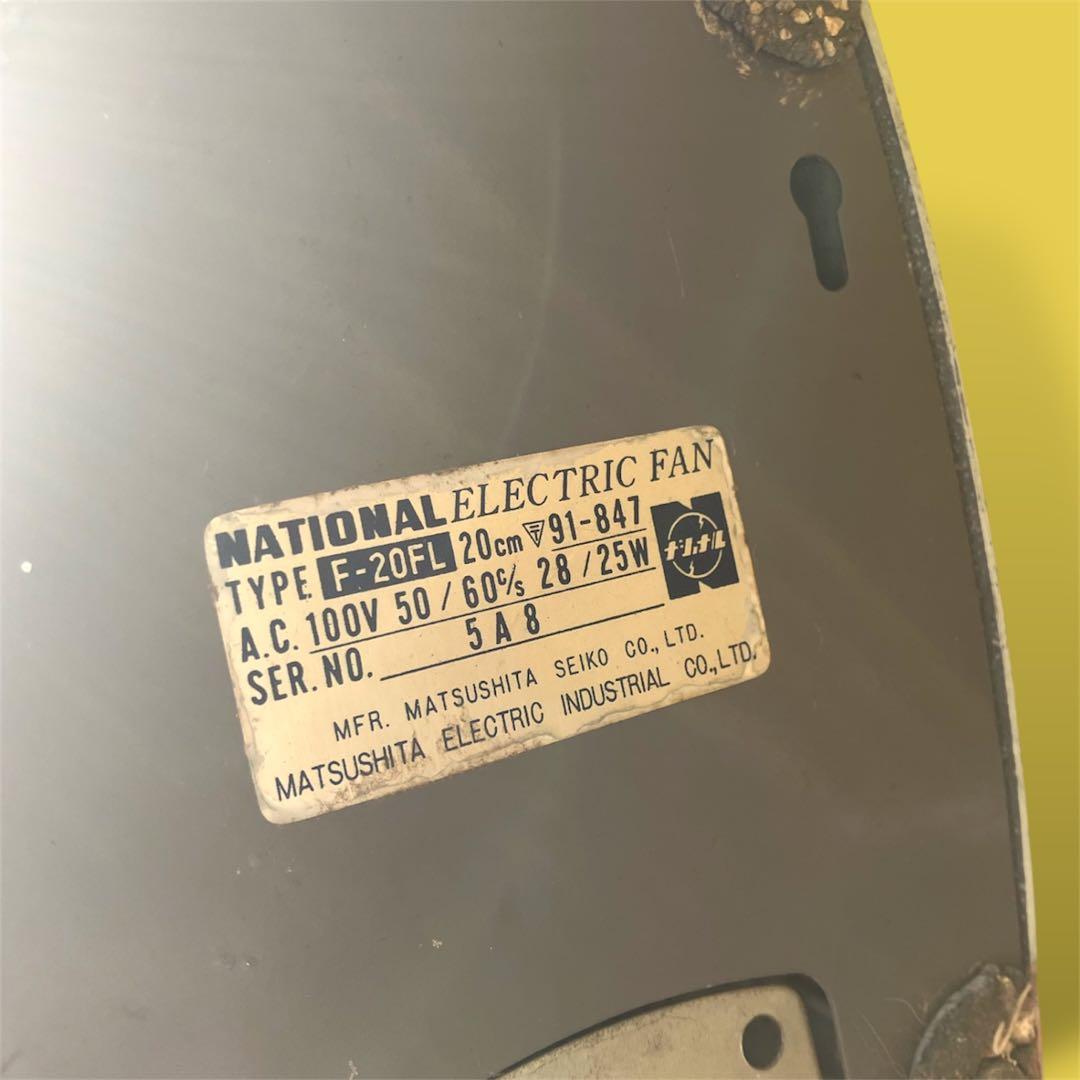 NATIONAL ELECTRIC FAN
TYPE F-20FL 20cm 〒 91-847
A.C. 100V 50/60c/s 28/25W
ナショナル
SER. NO. 5A8
MFR. MATSUSHITA SEIKO CO., LTD.
MATSUSHITA ELECTRIC INDUSTRIAL CO., LTD.